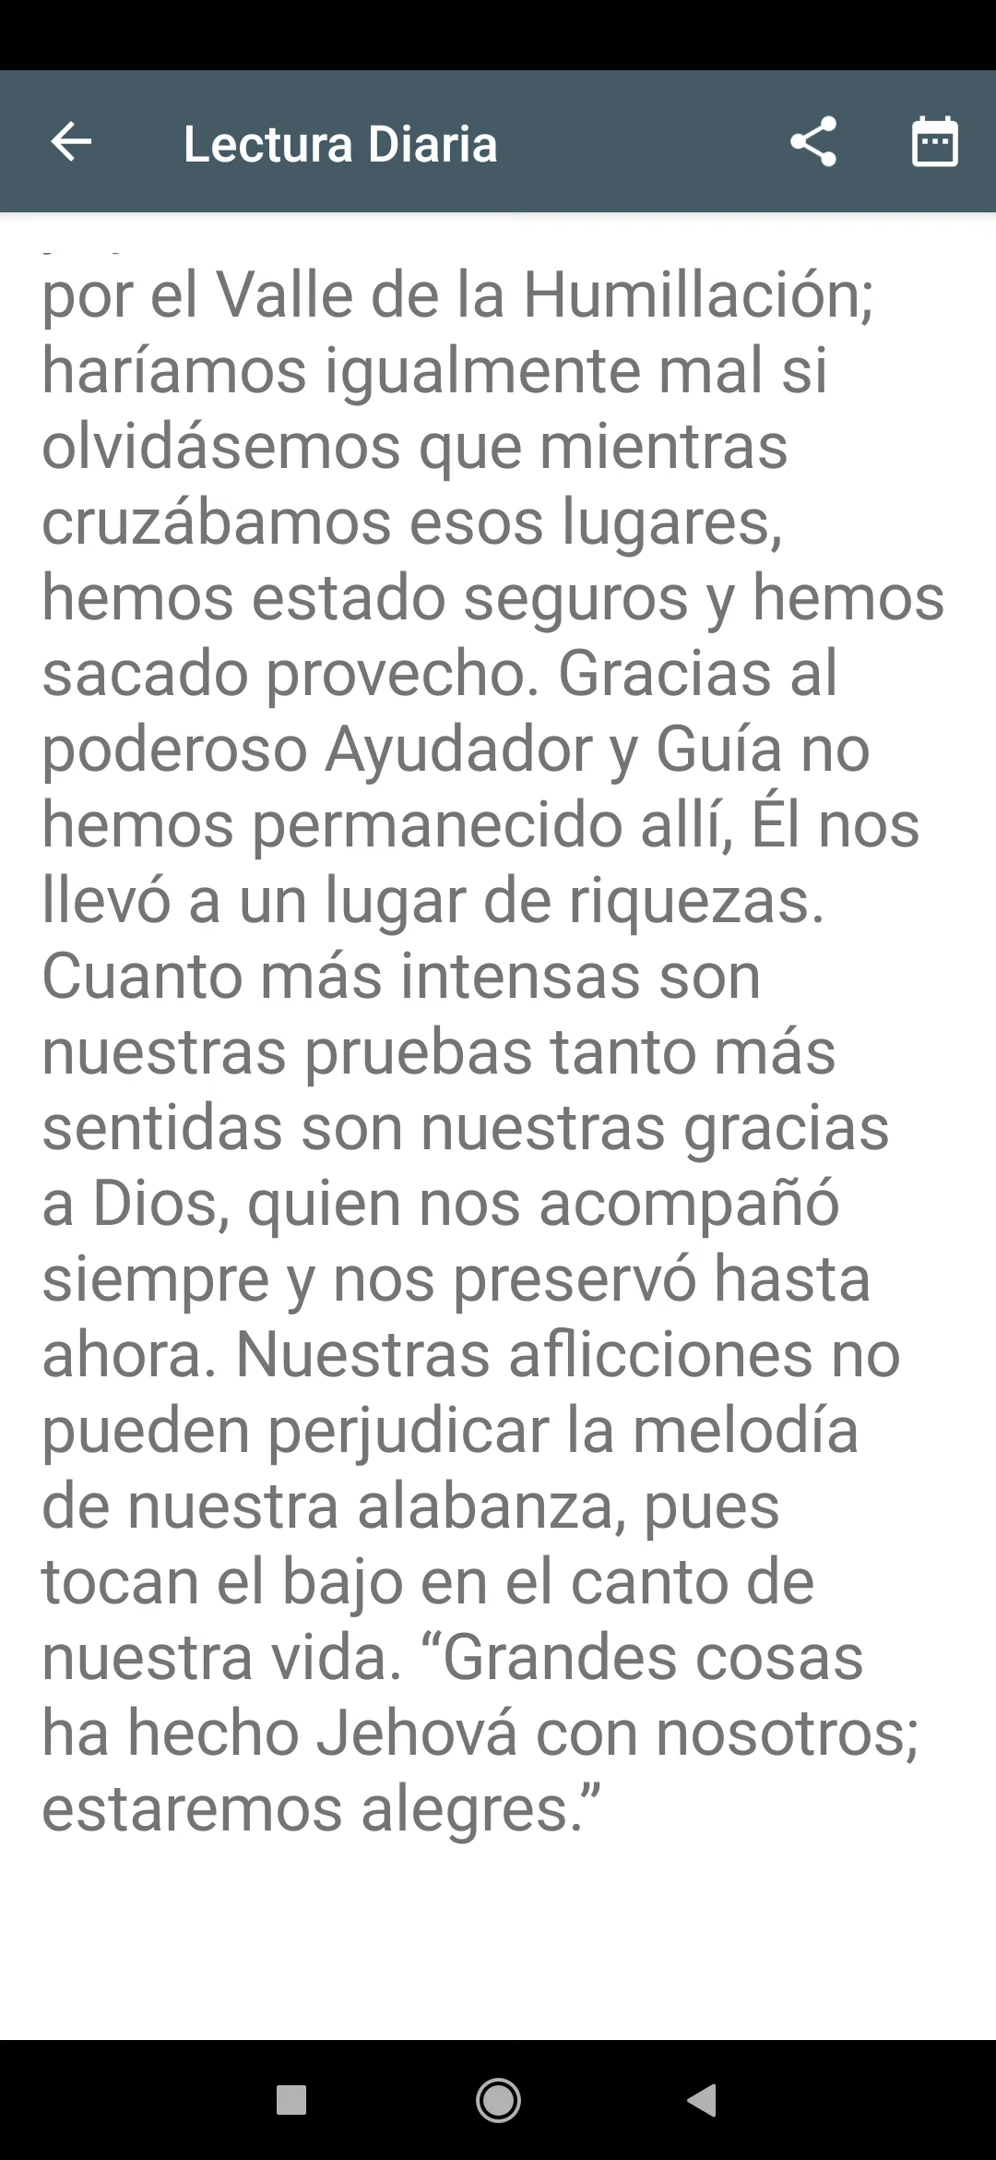 Lectura Diaria
por el Valle de la Humillación;
haríamos igualmente mal si
olvidásemos que mientras
cruzábamos esos lugares,
hemos estado seguros y hemos
sacado provecho. Gracias al
poderoso Ayudador y Guía no
hemos permanecido allí, Él nos
llevó a un lugar de riquezas.
Cuanto más intensas son
nuestras pruebas tanto más
sentidas son nuestras gracias
a Dios, quien nos acompañó
siempre y nos preservó hasta
ahora. Nuestras aflicciones no
pueden perjudicar la melodía
de nuestra alabanza, pues
tocan el bajo en el canto de
nuestra vida. “Grandes cosas
ha hecho Jehová con nosotros;
estaremos alegres.”